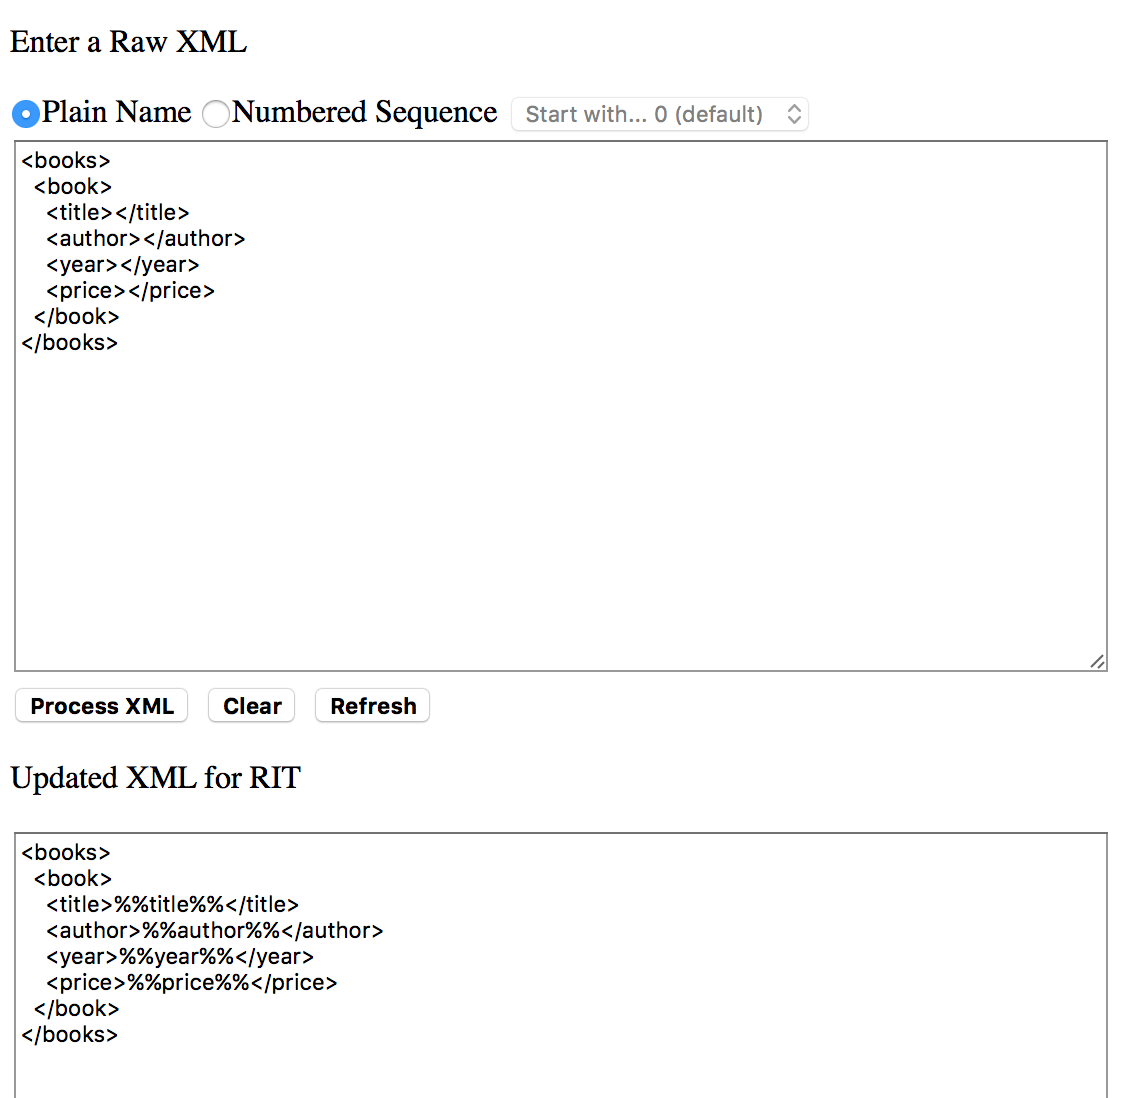 Enter a Raw XML
Plain Name Numbered Sequence Start with... 0 (default)
<books>
<book>
<title></title>
<author></author>
<year></year>
<price></price>
</book>
</books>
Process XML Clear Refresh
Updated XML for RIT
<books>
<book>
<title>%%title%%</title>
<author>%%author%%</author>
<year>%%year%%</year>
<price>%%price%%</price>
</book>
</books>